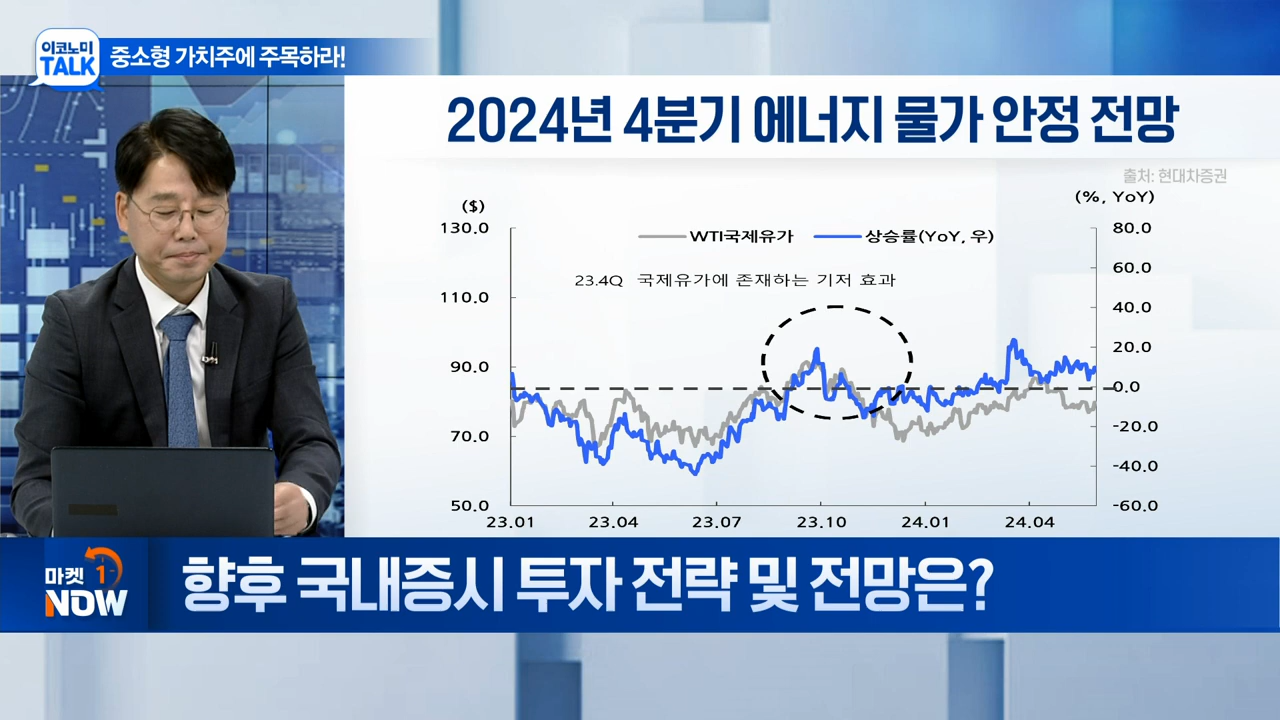 이코노미
TALK
중소형 가치주에 주목하라!
2024년 4분기 에너지 물가 안정 전망
출처: 현대차증권
($)
(%, YoY)
130.0
110.0
90.0
70.0
50.0
WTI국제유가
상승률(YoY, 우)
23.4Q 국제유가에 존재하는 기저 효과
80.0
60.0
40.0
20.0
0.0
-20.0
-40.0
-60.0
23.01 23.04 23.07 23.10 24.01 24.04
마켓 1
NOW
향후 국내증시 투자 전략 및 전망은?